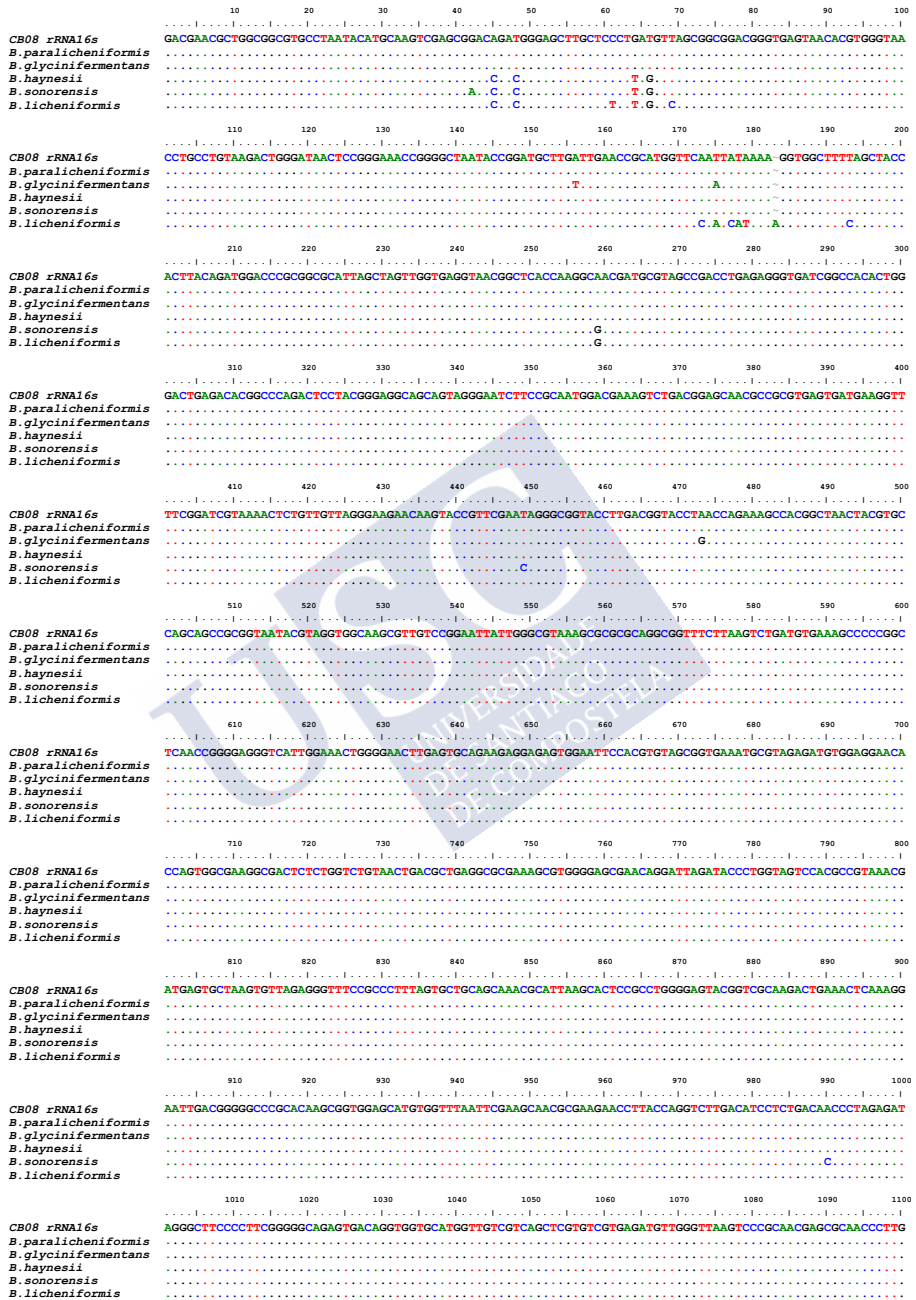 10 20 30 40 50 60 70 80 90 100
CB08 rRNA16s GACGAACGCTGGCGGCGTGCCTAATACATGCAAGTCGAGCGGACAGATGGGAGCTTGCTCCCTGATGTTAGCGGCGGACGGGTGAGTAACACGTGGGTAA
B.paralicheniformis
B.glycinifermentans
B.haynesii C C T G
B.sonorensis A C C T G
B.licheniformis C C T T G C
110 120 130 140 150 160 170 180 190 200
CB08 rRNA16s CCTGCCTGTAAGACTGGGATAACTCCGGGAAACCGGGGCTAATACCGGATGCTTGATTGAACCGCATGGTTCAATTATAAAA~GGTGGCTTTTAGCTACC
B.paralicheniformis ~
B.glycinifermentans T A ~
B.haynesii ~
B.sonorensis ~
B.licheniformis C A CAT A C
210 220 230 240 250 260 270 280 290 300
CB08 rRNA16s ACTTACAGATGGACCCGCGGCGCATTAGCTAGTTGGTGAGGTAACGGCTCACCAAGGCAACGATGCGTAGCCGACCTGAGAGGGTGATCGGCCACACTGG
B.paralicheniformis
B.glycinifermentans
B.haynesii
B.sonorensis G
B.licheniformis G
310 320 330 340 350 360 370 380 390 400
CB08 rRNA16s GACTGAGACACGGCCCAGACTCCTACGGGAGGCAGCAGTAGGGAATCTTCCGCAATGGACGAAAGTCTGACGGAGCAACGCCGCGTGAGTGATGAAGGTT
B.paralicheniformis
B.glycinifermentans
B.haynesii
B.sonorensis
B.licheniformis
410 420 430 440 450 460 470 480 490 500
CB08 rRNA16s TTCGGATCGTAAAACTCTGTTGTTAGGGAAGAACAAGTACCGTTCGAATAGGGCGGTACCTTGACGGTACCTAACCAGAAAGCCACGGCTAACTACGTGC
B.paralicheniformis
B.glycinifermentans G
B.haynesii
B.sonorensis C
B.licheniformis
510 520 530 540 550 560 570 580 590 600
CB08 rRNA16s CAGCAGCCGCGGTAATACGTAGGTGGCAAGCGTTGTCCGGAATTATTGGGCGTAAAGCGCGCGCAGGCGGTTTCTTAAGTCTGATGTGAAAGCCCCCGGC
B.paralicheniformis
B.glycinifermentans
B.haynesii
B.sonorensis
B.licheniformis
610 620 630 640 650 660 670 680 690 700
CB08 rRNA16s TCAACCGGGGAGGGTCATTGGAAACTGGGGAACTTGAGTGCAGAAGAGGAGAGTGGAATTCCACGTGTAGCGGTGAAATGCGTAGAGATGTGGAGGAACA
B.paralicheniformis
B.glycinifermentans
B.haynesii
B.sonorensis
B.licheniformis
USC
UNIVERSIDADE
DE SANTIAGO
DE COMPOSTELA
710 720 730 740 750 760 770 780 790 800
CB08 rRNA16s CCAGTGGCGAAGGCGACTCTCTGGTCTGTAACTGACGCTGAGGCGCGAAAGCGTGGGGAGCGAACAGGATTAGATACCCTGGTAGTCCACGCCGTAAACG
B.paralicheniformis
B.glycinifermentans
B.haynesii
B.sonorensis
B.licheniformis
810 820 830 840 850 860 870 880 890 900
CB08 rRNA16s ATGAGTGCTAAGTGTTAGAGGGTTTCCGCCCTTTAGTGCTGCAGCAAACGCATTAAGCACTCCGCCTGGGGAGTACGGTCGCAAGACTGAAACTCAAAGG
B.paralicheniformis
B.glycinifermentans
B.haynesii
B.sonorensis
B.licheniformis
910 920 930 940 950 960 970 980 990 1000
CB08 rRNA16s AATTGACGGGGGCCCGCACAAGCGGTGGAGCATGTGGTTTAATTCGAAGCAACGCGAAGAACCTTACCAGGTCTTGACATCCTCTGACAACCCTAGAGAT
B.paralicheniformis
B.glycinifermentans
B.haynesii
B.sonorensis C
B.licheniformis
1010 1020 1030 1040 1050 1060 1070 1080 1090 1100
CB08 rRNA16s AGGGCTTCCCCTTCGGGGGCAGAGTGACAGGTGGTGCATGGTTGTCGTCAGCTCGTGTCGTGAGATGTTGGGTTAAGTCCCGCAACGAGCGCAACCCTTG
B.paralicheniformis
B.glycinifermentans
B.haynesii
B.sonorensis
B.licheniformis